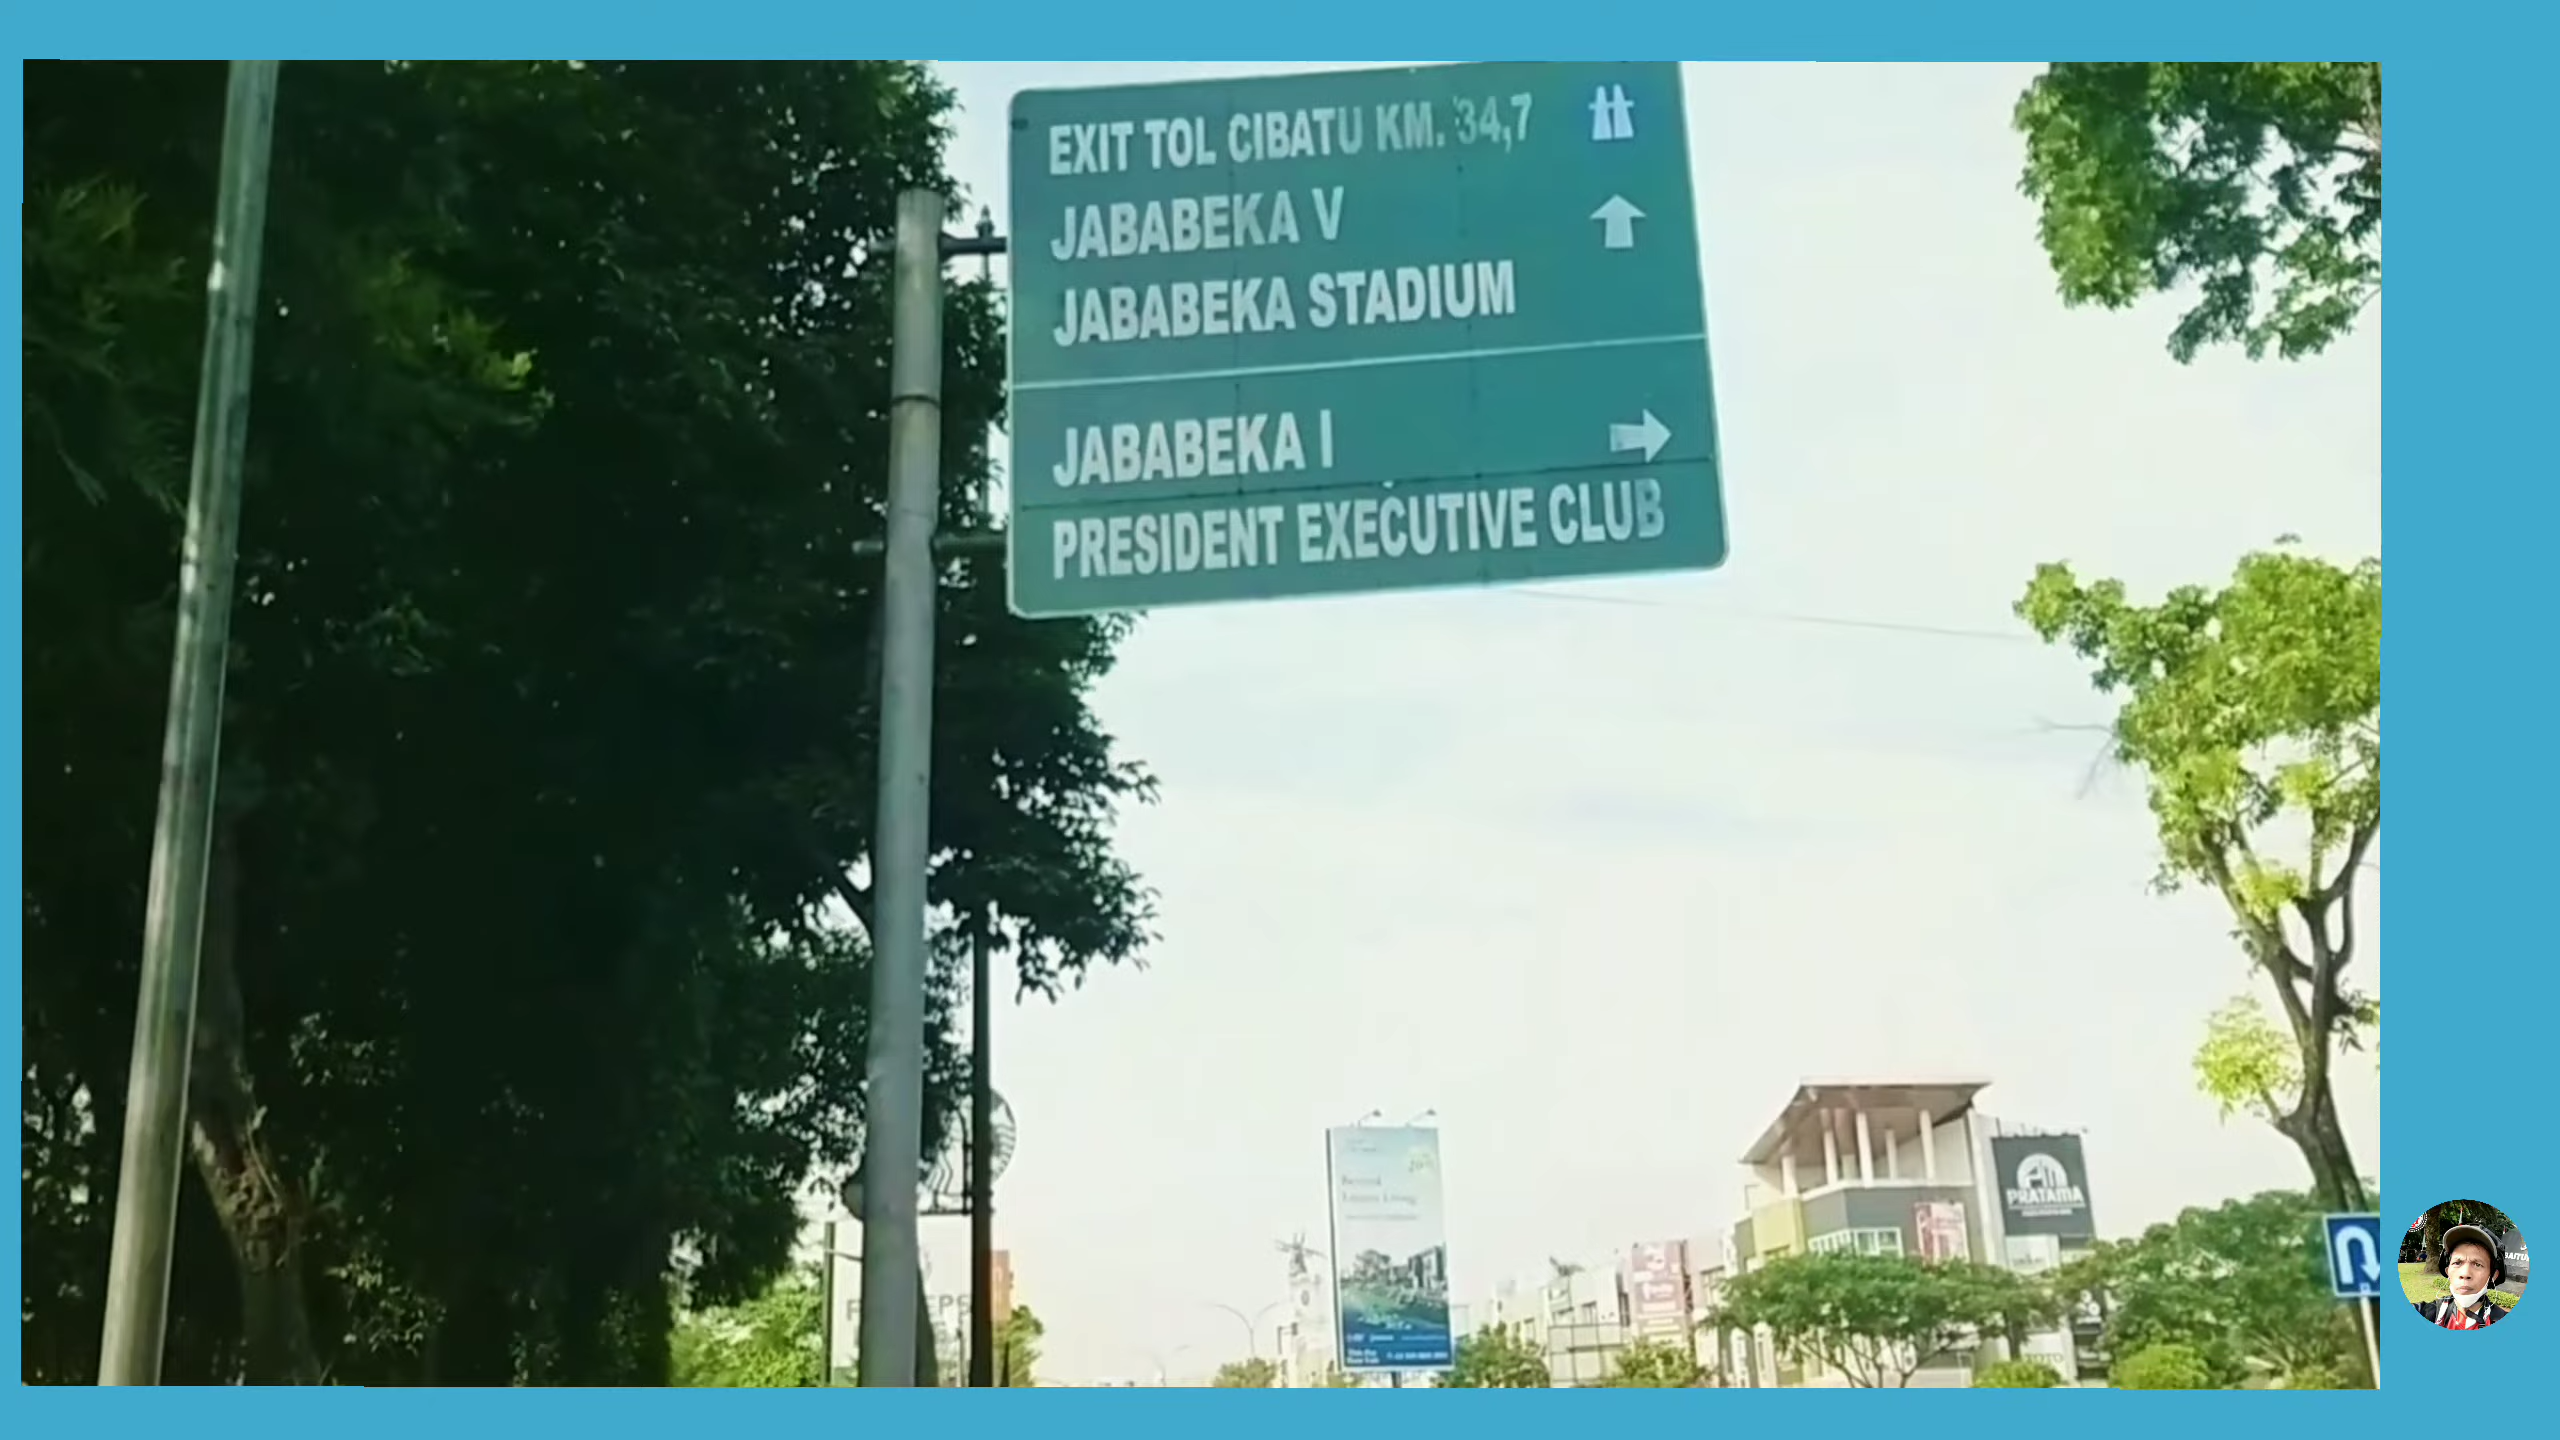 EXIT TOL CIBATU KM. 34,7
JABABEKA V
JABABEKA STADIUM
JABABEKA I
PRESIDENT EXECUTIVE CLUB
PRATAMA